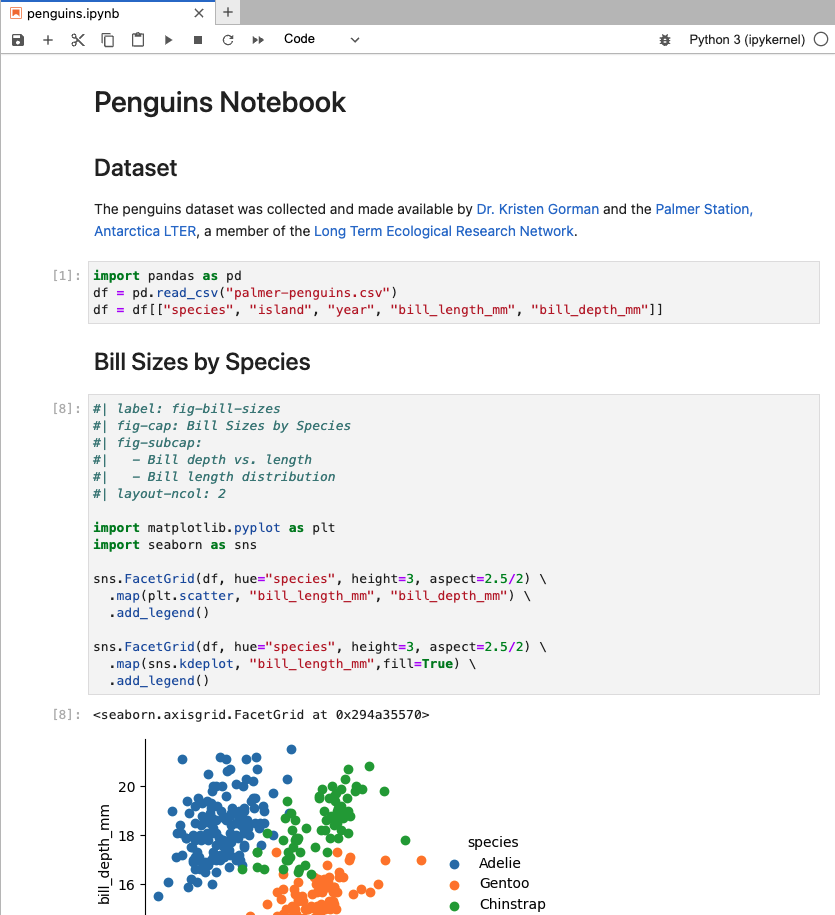 penguins.ipynb
Code
Python 3 (ipykernel)
Penguins Notebook
Dataset
The penguins dataset was collected and made available by Dr. Kristen Gorman and the Palmer Station,
Antarctica LTER, a member of the Long Term Ecological Research Network.
[1]: import pandas as pd
df = pd.read_csv("palmer-penguins.csv")
df = df[["species", "island", "year", "bill_length_mm", "bill_depth_mm"]]
Bill Sizes by Species
[8]: #| label: fig-bill-sizes
#| fig-cap: Bill Sizes by Species
#| fig-subcap:
#|   - Bill depth vs. length
#|   - Bill length distribution
#| layout-ncol: 2
import matplotlib.pyplot as plt
import seaborn as sns
sns.FacetGrid(df, hue="species", height=3, aspect=2.5/2) \
  .map(plt.scatter, "bill_length_mm", "bill_depth_mm") \
  .add_legend()
sns.FacetGrid(df, hue="species", height=3, aspect=2.5/2) \
  .map(sns.kdeplot, "bill_length_mm",fill=True) \
  .add_legend()
[8]: <seaborn.axisgrid.FacetGrid at 0x294a35570>
20
18
16
bill_depth_mm
species
Adelie
Gentoo
Chinstrap